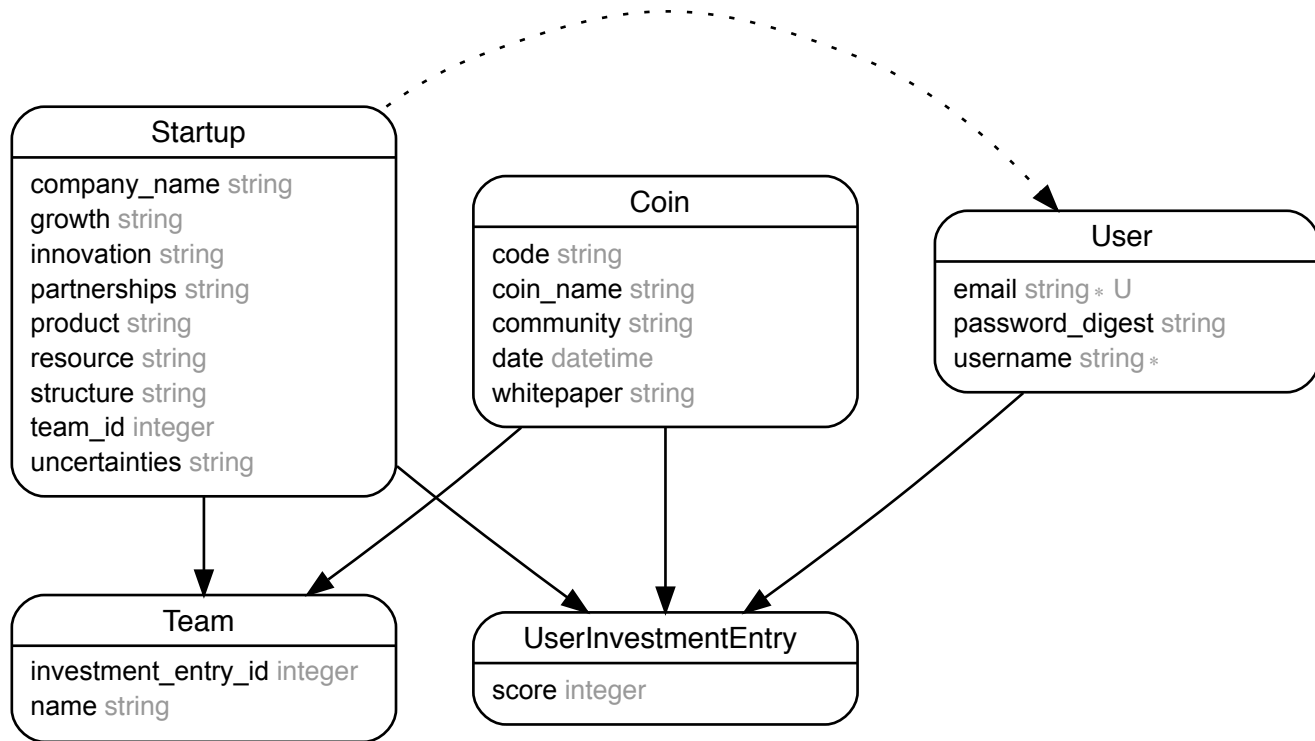 Startup
company_name string
growth string
innovation string
partnerships string
product string
resource string
structure string
team_id integer
uncertainties string
Coin
code string
coin_name string
community string
date datetime
whitepaper string
User
email string * U
password_digest string
username string *
Team
investment_entry_id integer
name string
UserInvestmentEntry
score integer